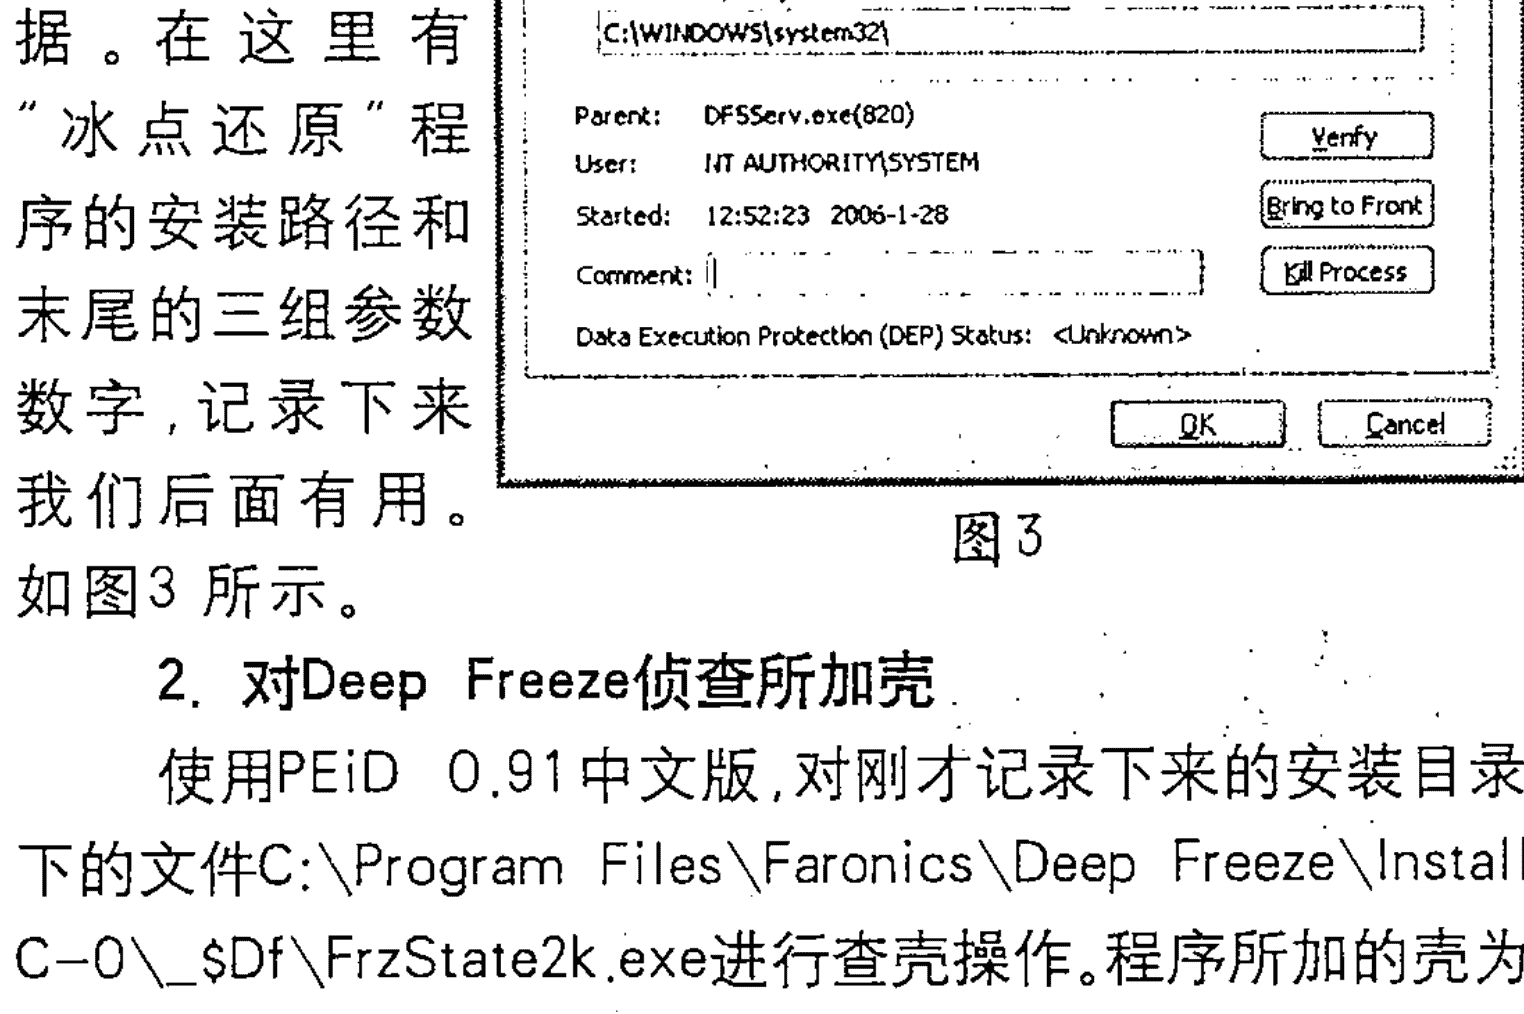 据。在这里有
“冰点还原”程
序的安装路径和
末尾的三组参数
数字,记录下来
我们后面有用。
如图3 所示。
C:\WINDOWS\system32\
Parent: DF5Serv.exe(820)
Verify
User: NT AUTHORITY\SYSTEM
Bring to Front
Started: 12:52:23 2006-1-28
Comment:
Kill Process
Data Execution Protection (DEP) Status: <Unknown>
OK
Cancel
图3
2. 对Deep Freeze侦查所加壳
使用PEiD 0.91中文版,对刚才记录下来的安装目录
下的文件C:\Program Files\Faronics\Deep Freeze\Install
C-0\_$Df\FrzState2k.exe进行查壳操作。程序所加的壳为